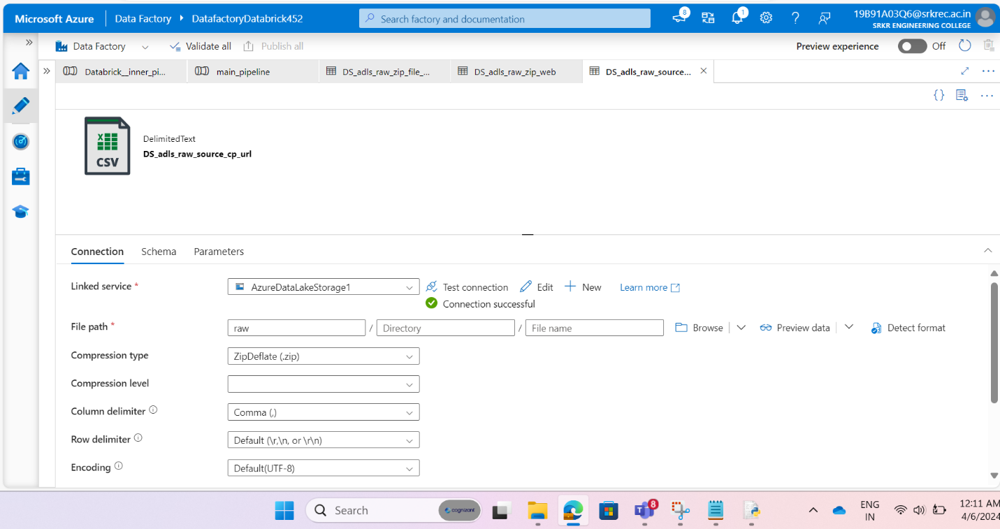 Microsoft Azure
Data Factory
DatafactoryDatabrick452
Search factory and documentation
8
1
19B91A03Q6@srkrec.ac.in
SRKR ENGINEERING COLLEGE
Data Factory
Validate all
Publish all
Preview experience
Off
Databrick__inner_pi...
main_pipeline
DS_adls_raw_zip_file_...
DS_adls_raw_zip_web
DS_adls_raw_source...
{}
X
CSV
DelimitedText
DS_adls_raw_source_cp_url
Connection
Schema
Parameters
Linked service *
AzureDataLakeStorage1
Test connection
Edit
New
Learn more
Connection successful
File path *
raw
/
Directory
/
File name
Browse
Preview data
Detect format
Compression type
ZipDeflate (.zip)
Compression level
Column delimiter
Comma (,)
Row delimiter
Default (\r,\n, or \r\n)
Encoding
Default(UTF-8)
Search
cognizant
8
ENG
IN
12:11 AM
4/6/2024